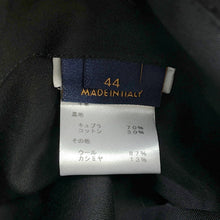 44
MADE IN ITALY
裏地
キュプラ 70%
コットン 30%
その他
ウール 87%
カシミヤ 13%